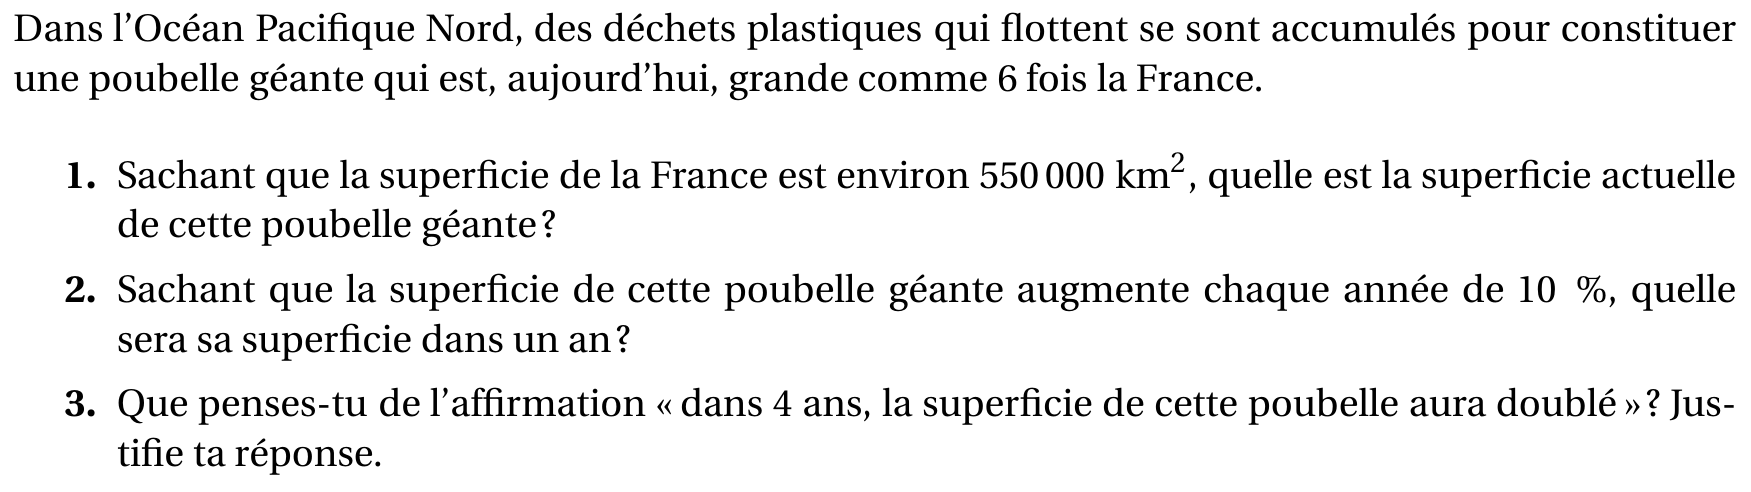 Dans l’Océan Pacifique Nord, des déchets plastiques qui flottent se sont accumulés pour constituer
une poubelle géante qui est, aujourd’hui, grande comme 6 fois la France.
1. Sachant que la superficie de la France est environ 550 000 km², quelle est la superficie actuelle
de cette poubelle géante ?
2. Sachant que la superficie de cette poubelle géante augmente chaque année de 10 %, quelle
sera sa superficie dans un an ?
3. Que penses-tu de l’affirmation « dans 4 ans, la superficie de cette poubelle aura doublé » ? Jus-
tifie ta réponse.